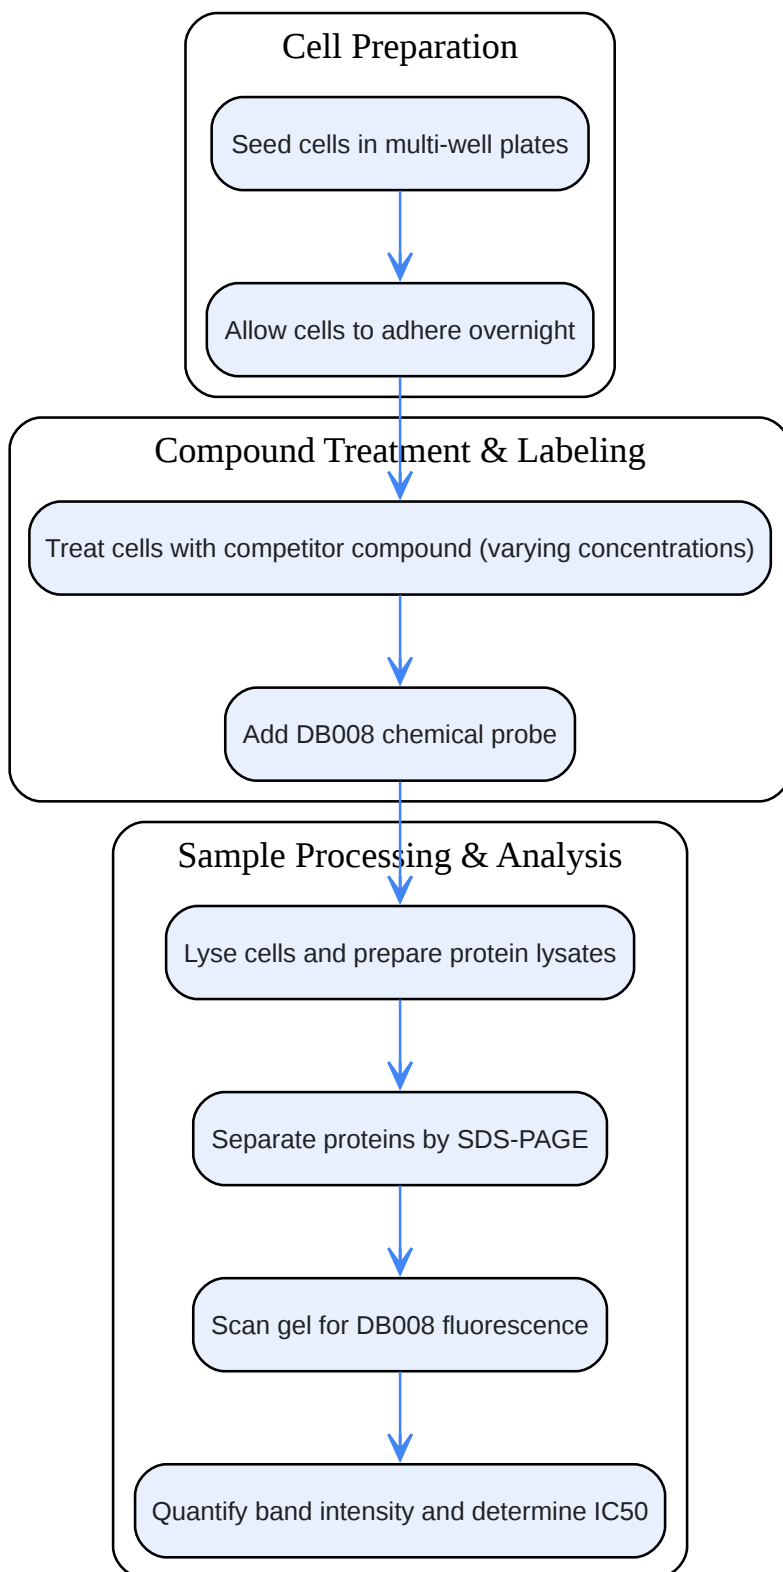 Cell Preparation
Seed cells in multi-well plates
Allow cells to adhere overnight
Compound Treatment & Labeling
Treat cells with competitor compound (varying concentrations)
Add DB008 chemical probe
Sample Processing & Analysis
Lyse cells and prepare protein lysates
Separate proteins by SDS-PAGE
Scan gel for DB008 fluorescence
Quantify band intensity and determine IC50